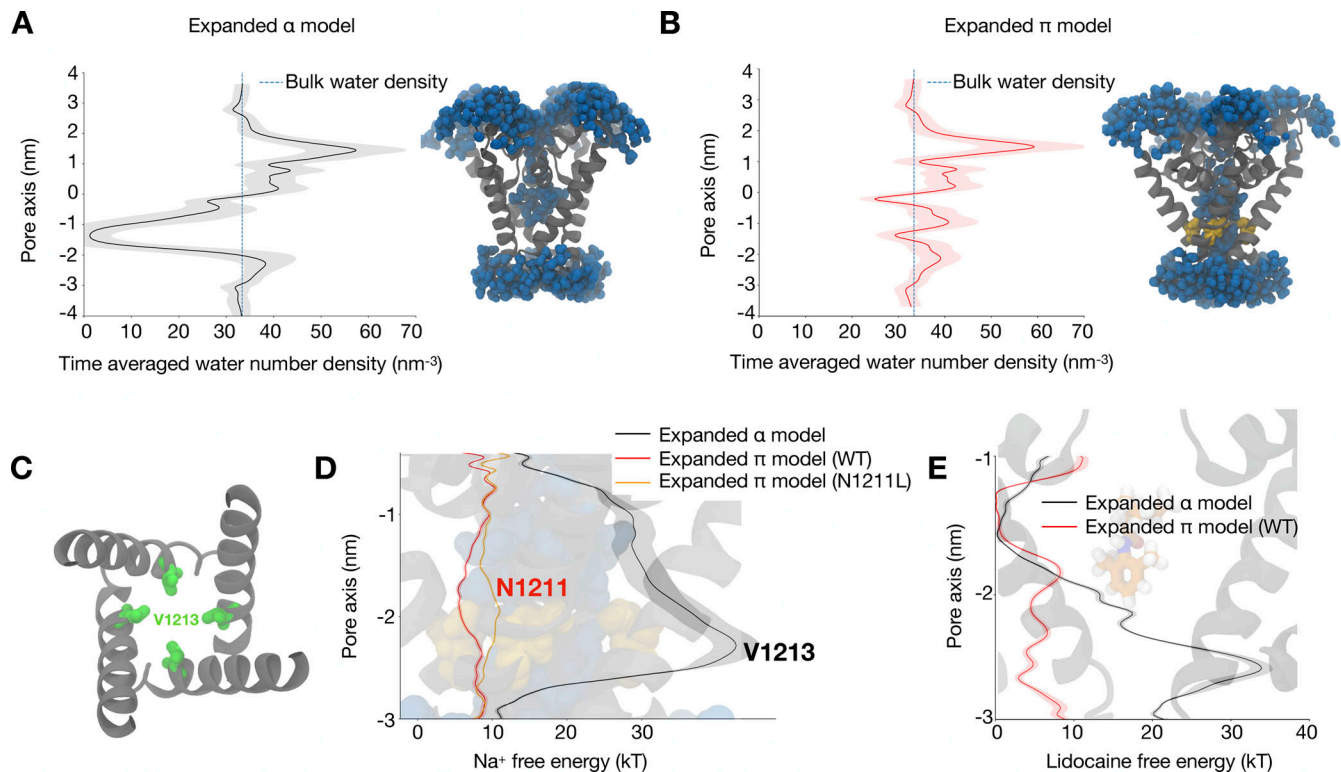 A
Expanded α model
Bulk water density
4
3
2
1
0
-1
-2
-3
-4
Pore axis (nm)
0 10 20 30 40 50 60 70
Time averaged water number density (nm⁻³)
B
Expanded π model
Bulk water density
4
3
2
1
0
-1
-2
-3
-4
Pore axis (nm)
0 10 20 30 40 50 60 70
Time averaged water number density (nm⁻³)
C
V1213
D
Expanded α model
Expanded π model (WT)
Expanded π model (N1211L)
-1
-2
-3
Pore axis (nm)
N1211
V1213
0 10 20 30
Na⁺ free energy (kT)
E
-1
-2
-3
Pore axis (nm)
Expanded α model
Expanded π model (WT)
0 10 20 30 40
Lidocaine free energy (kT)